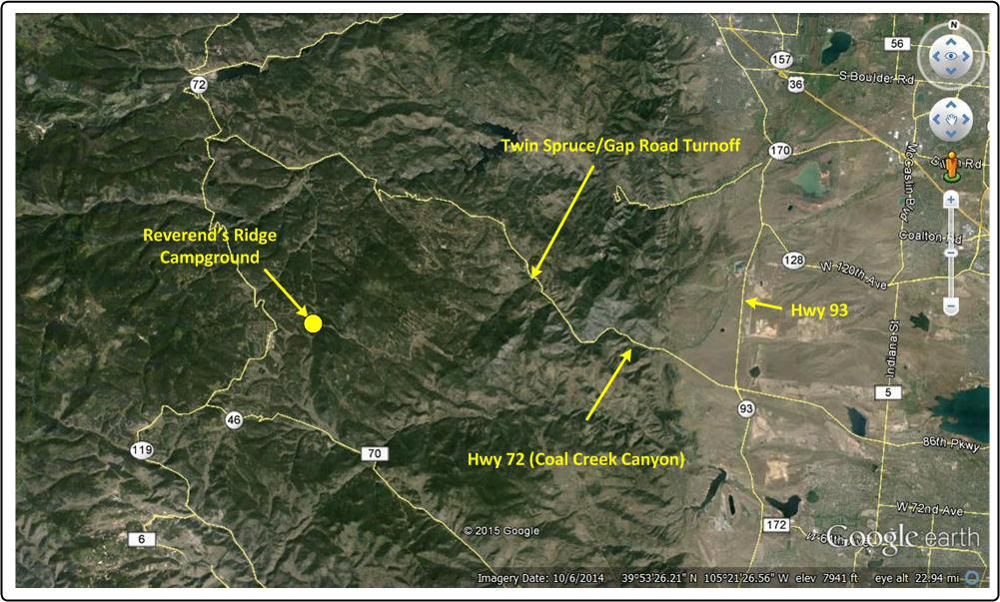 N
72
157
56
S Boulder Rd
36
Twin Spruce/Gap Road Turnoff
170
McCaslin Blvd
Reverend's Ridge
Campground
Coalton Rd
128
W 120th Ave
Hwy 93
Indiana St
5
93
46
119
70
Hwy 72 (Coal Creek Canyon)
86th Pkwy
© 2015 Google
W 72nd Ave
172
6
Google earth
Imagery Date: 10/6/2014 39°53'26.21" N 105°21'26.56" W elev 7941 ft eye alt 22.94 mi